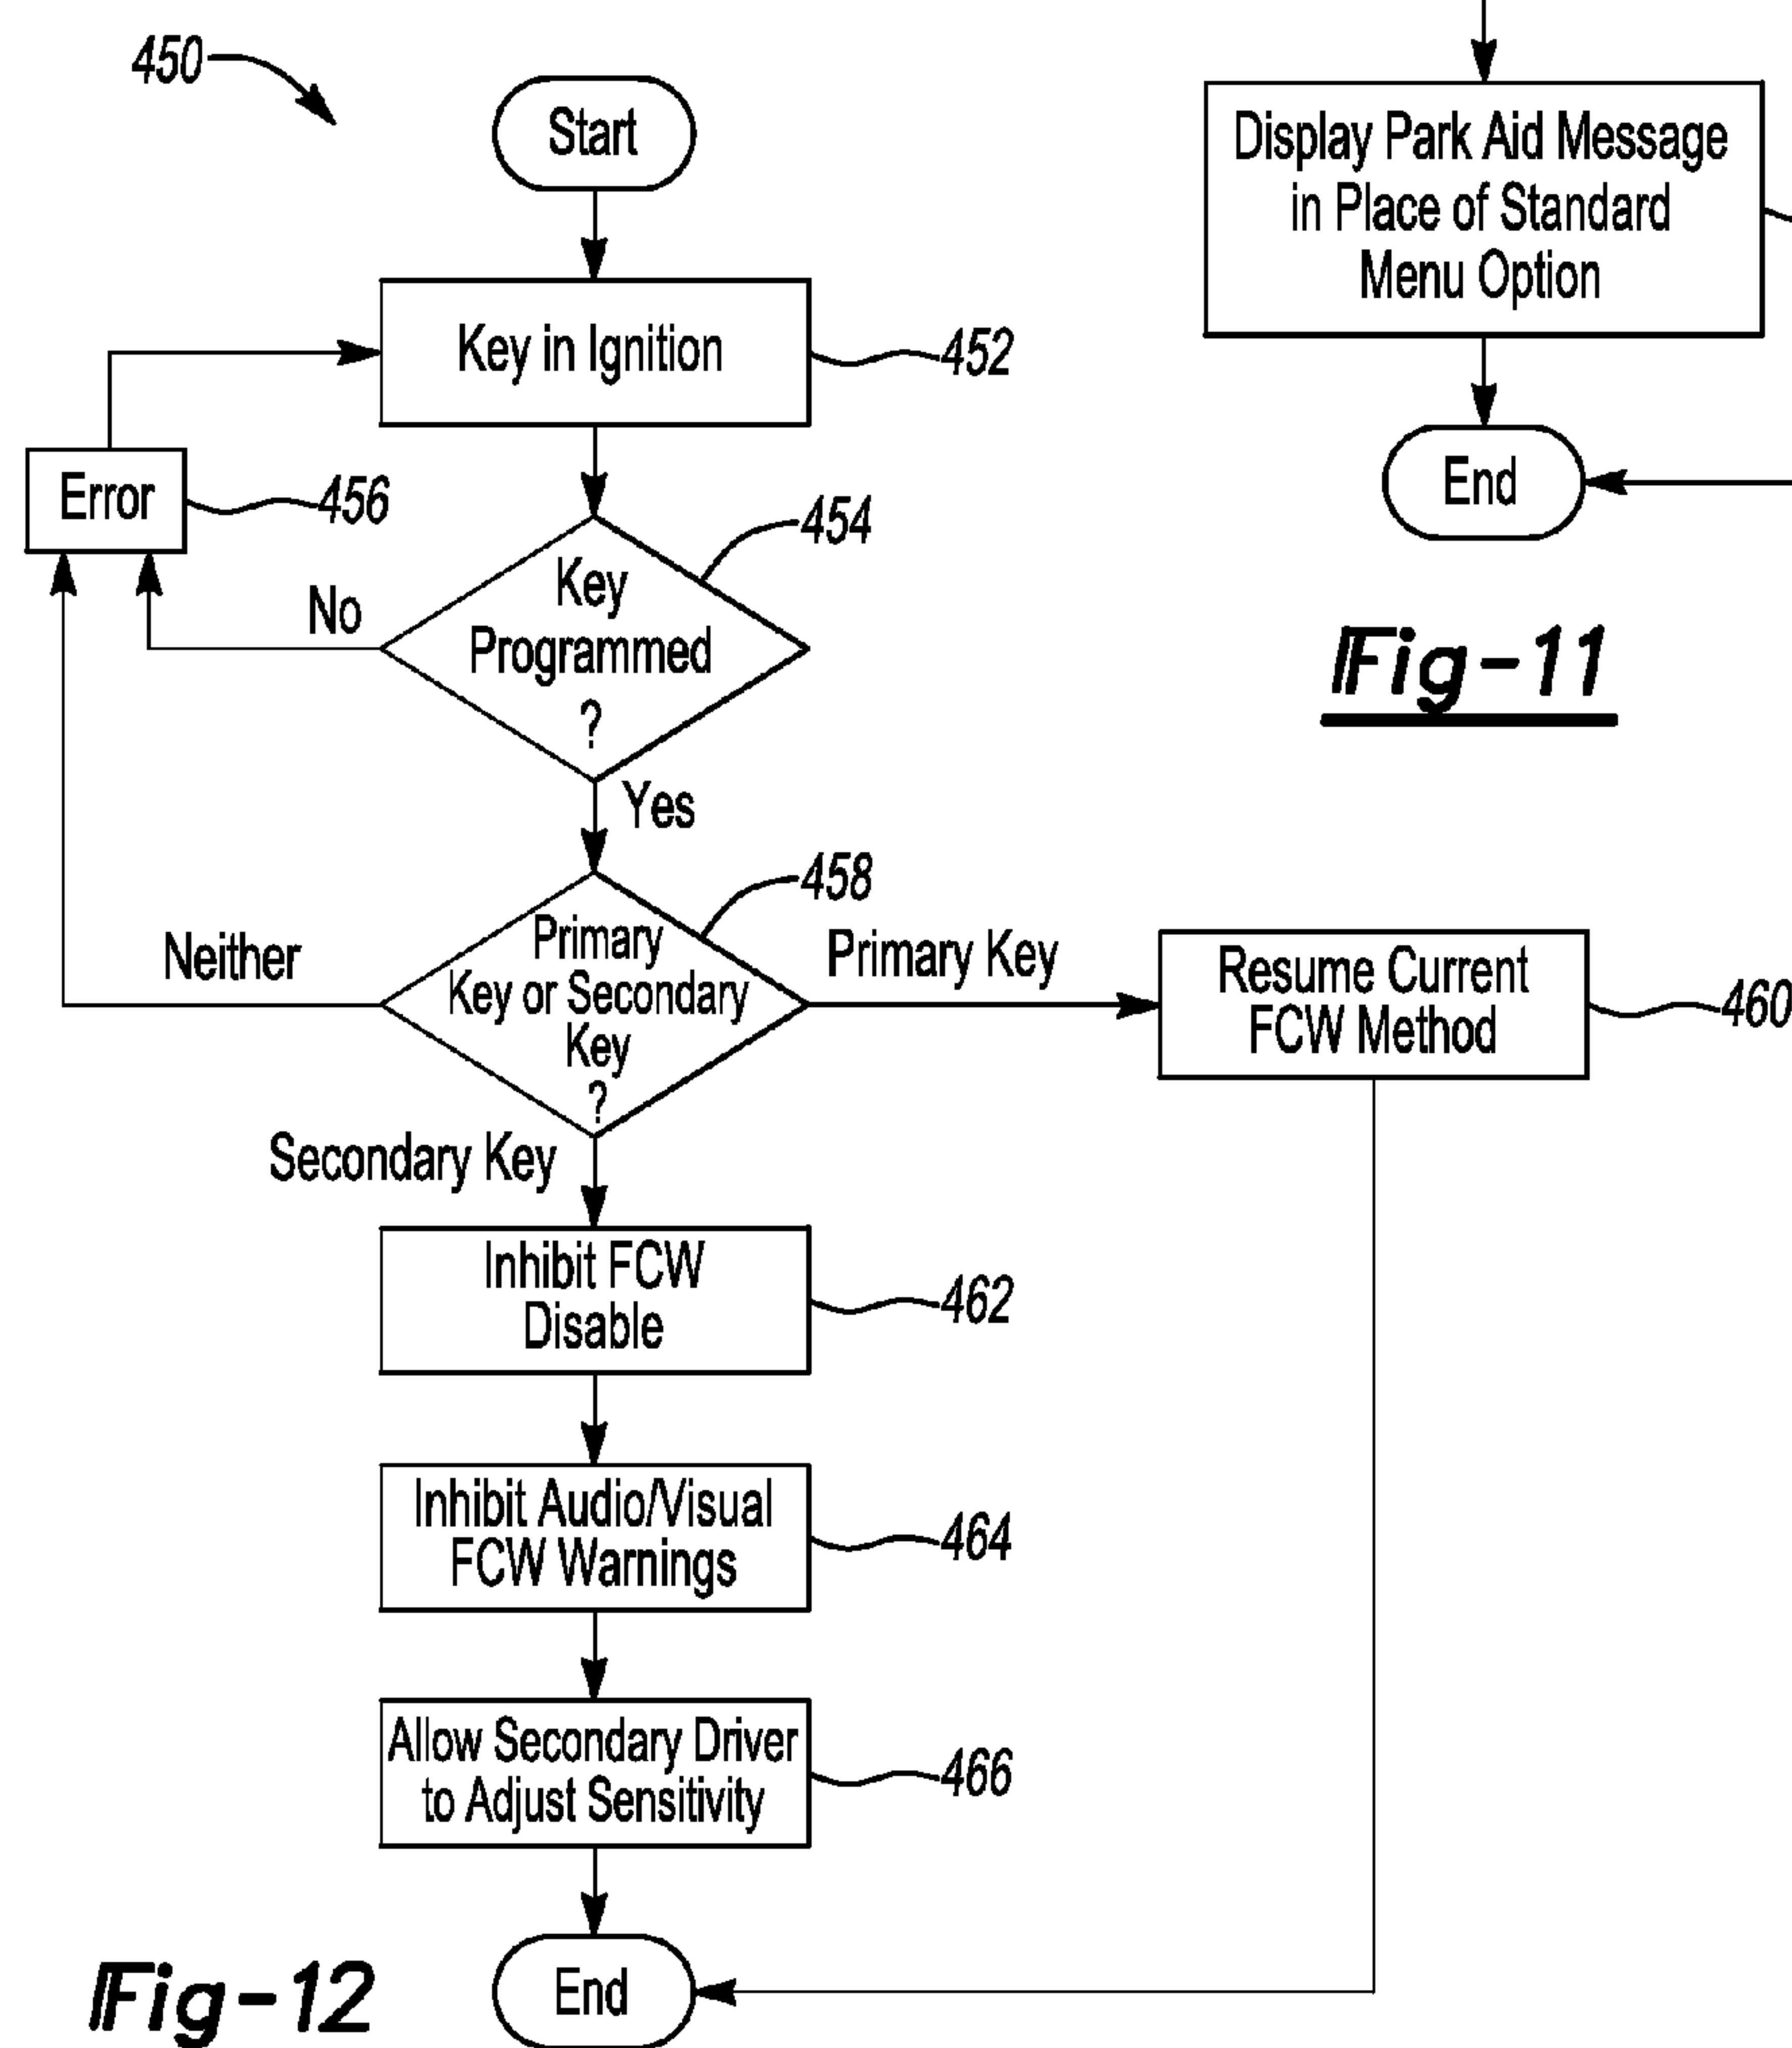 450
Start
Key in Ignition
452
Error
456
454
Key
Programmed
?
No
Yes
458
Primary
Key or Secondary
Key
?
Neither
Primary Key
Resume Current
FCW Method
460
Secondary Key
Inhibit FCW
Disable
462
Inhibit Audio/Visual
FCW Warnings
464
Allow Secondary Driver
to Adjust Sensitivity
466
End
Fig-12
Display Park Aid Message
in Place of Standard
Menu Option
End
Fig-11